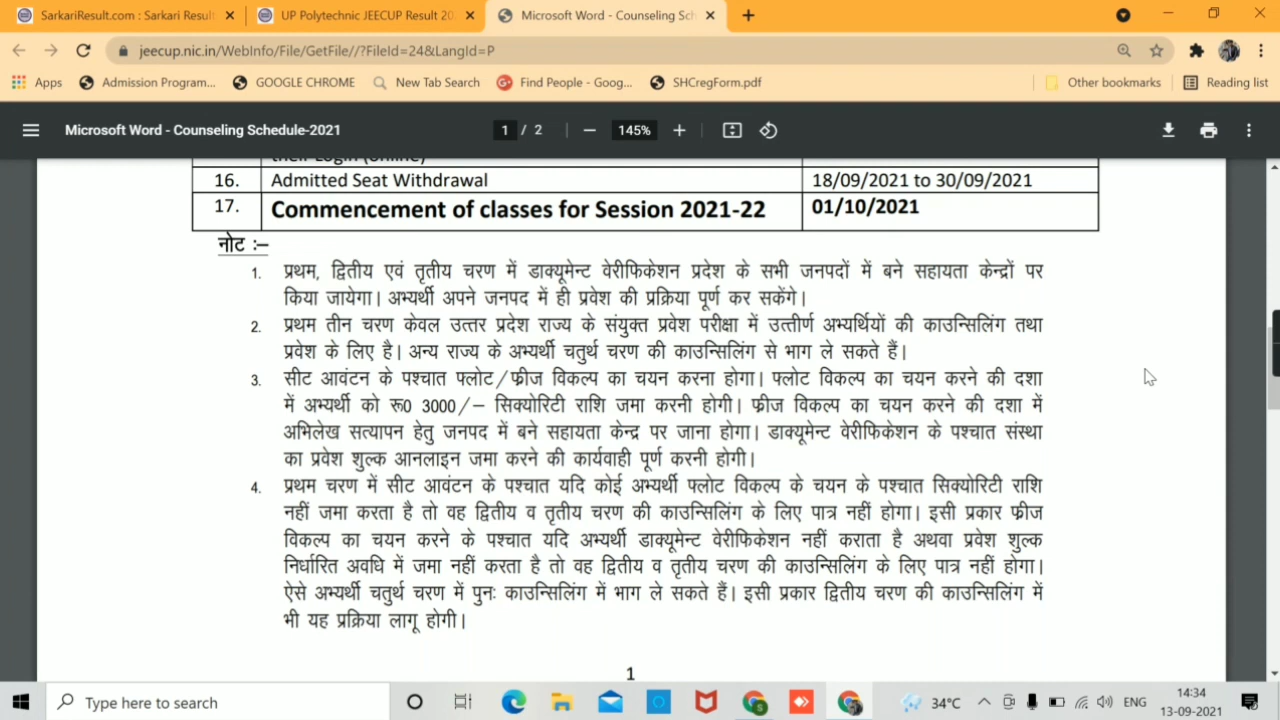 SarkariResult.com : Sarkari Result
UP Polytechnic JEECUP Result 20
Microsoft Word - Counseling Sch
jeecup.nic.in/WebInfo/File/GetFile//?FileId=24&LangId=P
Apps
Admission Program...
GOOGLE CHROME
New Tab Search
Find People - Goog...
SHCregForm.pdf
Other bookmarks
Reading list
Microsoft Word - Counseling Schedule-2021
1 / 2
145%
their Login (Online)
16. Admitted Seat Withdrawal 18/09/2021 to 30/09/2021
17. Commencement of classes for Session 2021-22 01/10/2021
नोट :–
1. प्रथम, द्वितीय एवं तृतीय चरण में डाक्यूमेन्ट वेरीफिकेशन प्रदेश के सभी जनपदों में बने सहायता केन्द्रों पर
किया जायेगा। अभ्यर्थी अपने जनपद में ही प्रवेश की प्रक्रिया पूर्ण कर सकेंगे।
2. प्रथम तीन चरण केवल उत्तर प्रदेश राज्य के संयुक्त प्रवेश परीक्षा में उत्तीर्ण अभ्यर्थियों की काउन्सिलिंग तथा
प्रवेश के लिए है। अन्य राज्य के अभ्यर्थी चतुर्थ चरण की काउन्सिलिंग से भाग ले सकते हैं।
3. सीट आवंटन के पश्चात फ्लोट/फ्रीज विकल्प का चयन करना होगा। फ्लोट विकल्प का चयन करने की दशा
में अभ्यर्थी को रू0 3000/– सिक्योरिटी राशि जमा करनी होगी। फ्रीज विकल्प का चयन करने की दशा में
अभिलेख सत्यापन हेतु जनपद में बने सहायता केन्द्र पर जाना होगा। डाक्यूमेन्ट वेरीफिकेशन के पश्चात संस्था
का प्रवेश शुल्क आनलाइन जमा करने की कार्यवाही पूर्ण करनी होगी।
4. प्रथम चरण में सीट आवंटन के पश्चात यदि कोई अभ्यर्थी फ्लोट विकल्प के चयन के पश्चात सिक्योरिटी राशि
नहीं जमा करता है तो वह द्वितीय व तृतीय चरण की काउन्सिलिंग के लिए पात्र नहीं होगा। इसी प्रकार फ्रीज
विकल्प का चयन करने के पश्चात यदि अभ्यर्थी डाक्यूमेन्ट वेरीफिकेशन नहीं कराता है अथवा प्रवेश शुल्क
निर्धारित अवधि में जमा नहीं करता है तो वह द्वितीय व तृतीय चरण की काउन्सिलिंग के लिए पात्र नहीं होगा।
ऐसे अभ्यर्थी चतुर्थ चरण में पुनः काउन्सिलिंग में भाग ले सकते हैं। इसी प्रकार द्वितीय चरण की काउन्सिलिंग में
भी यह प्रक्रिया लागू होगी।
1
Type here to search
34°C
ENG
14:34
13-09-2021